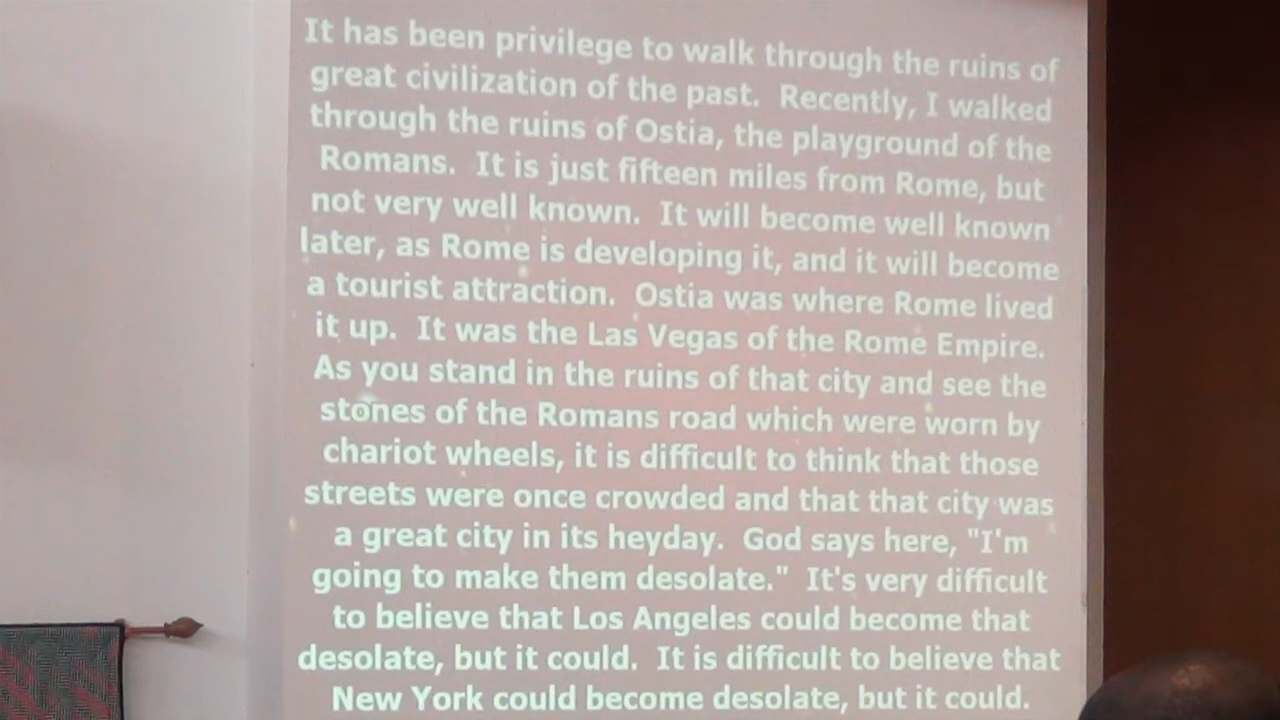 It has been privilege to walk through the ruins of
great civilization of the past.  Recently, I walked
through the ruins of Ostia, the playground of the
Romans.  It is just fifteen miles from Rome, but
not very well known.  It will become well known
later, as Rome is developing it, and it will become
a tourist attraction.  Ostia was where Rome lived
it up.  It was the Las Vegas of the Rome Empire.
As you stand in the ruins of that city and see the
stones of the Romans road which were worn by
chariot wheels, it is difficult to think that those
streets were once crowded and that that city was
a great city in its heyday.  God says here, "I'm
going to make them desolate."  It's very difficult
to believe that Los Angeles could become that
desolate, but it could.  It is difficult to believe that
New York could become desolate, but it could.